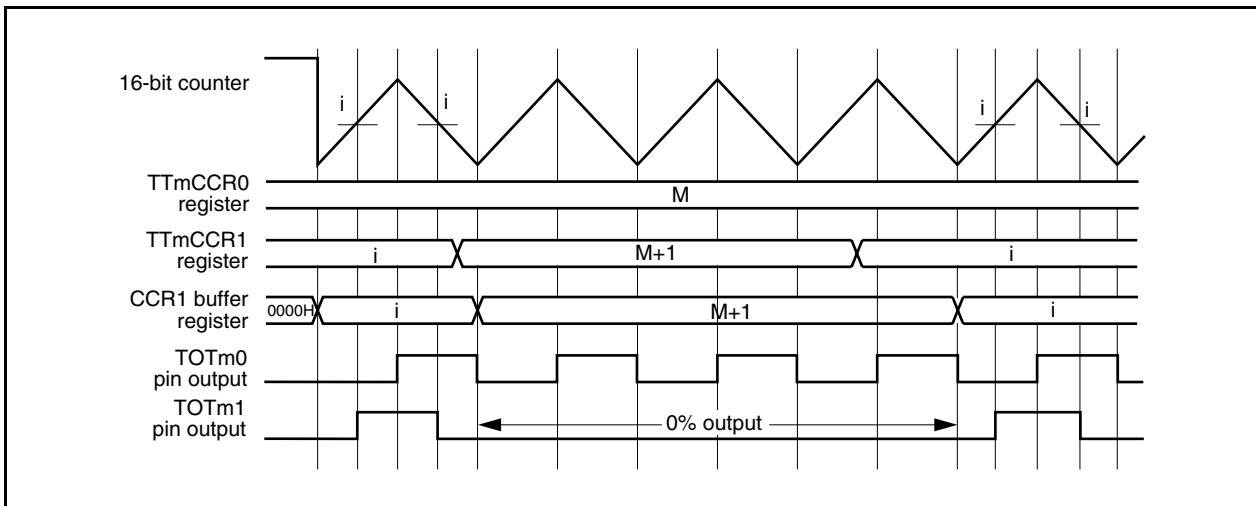 16-bit counter
i
i
i
i
TTmCCR0
register
M
TTmCCR1
register
i
M+1
i
CCR1 buffer
register
0000H
i
M+1
i
TOTm0
pin output
TOTm1
pin output
0% output